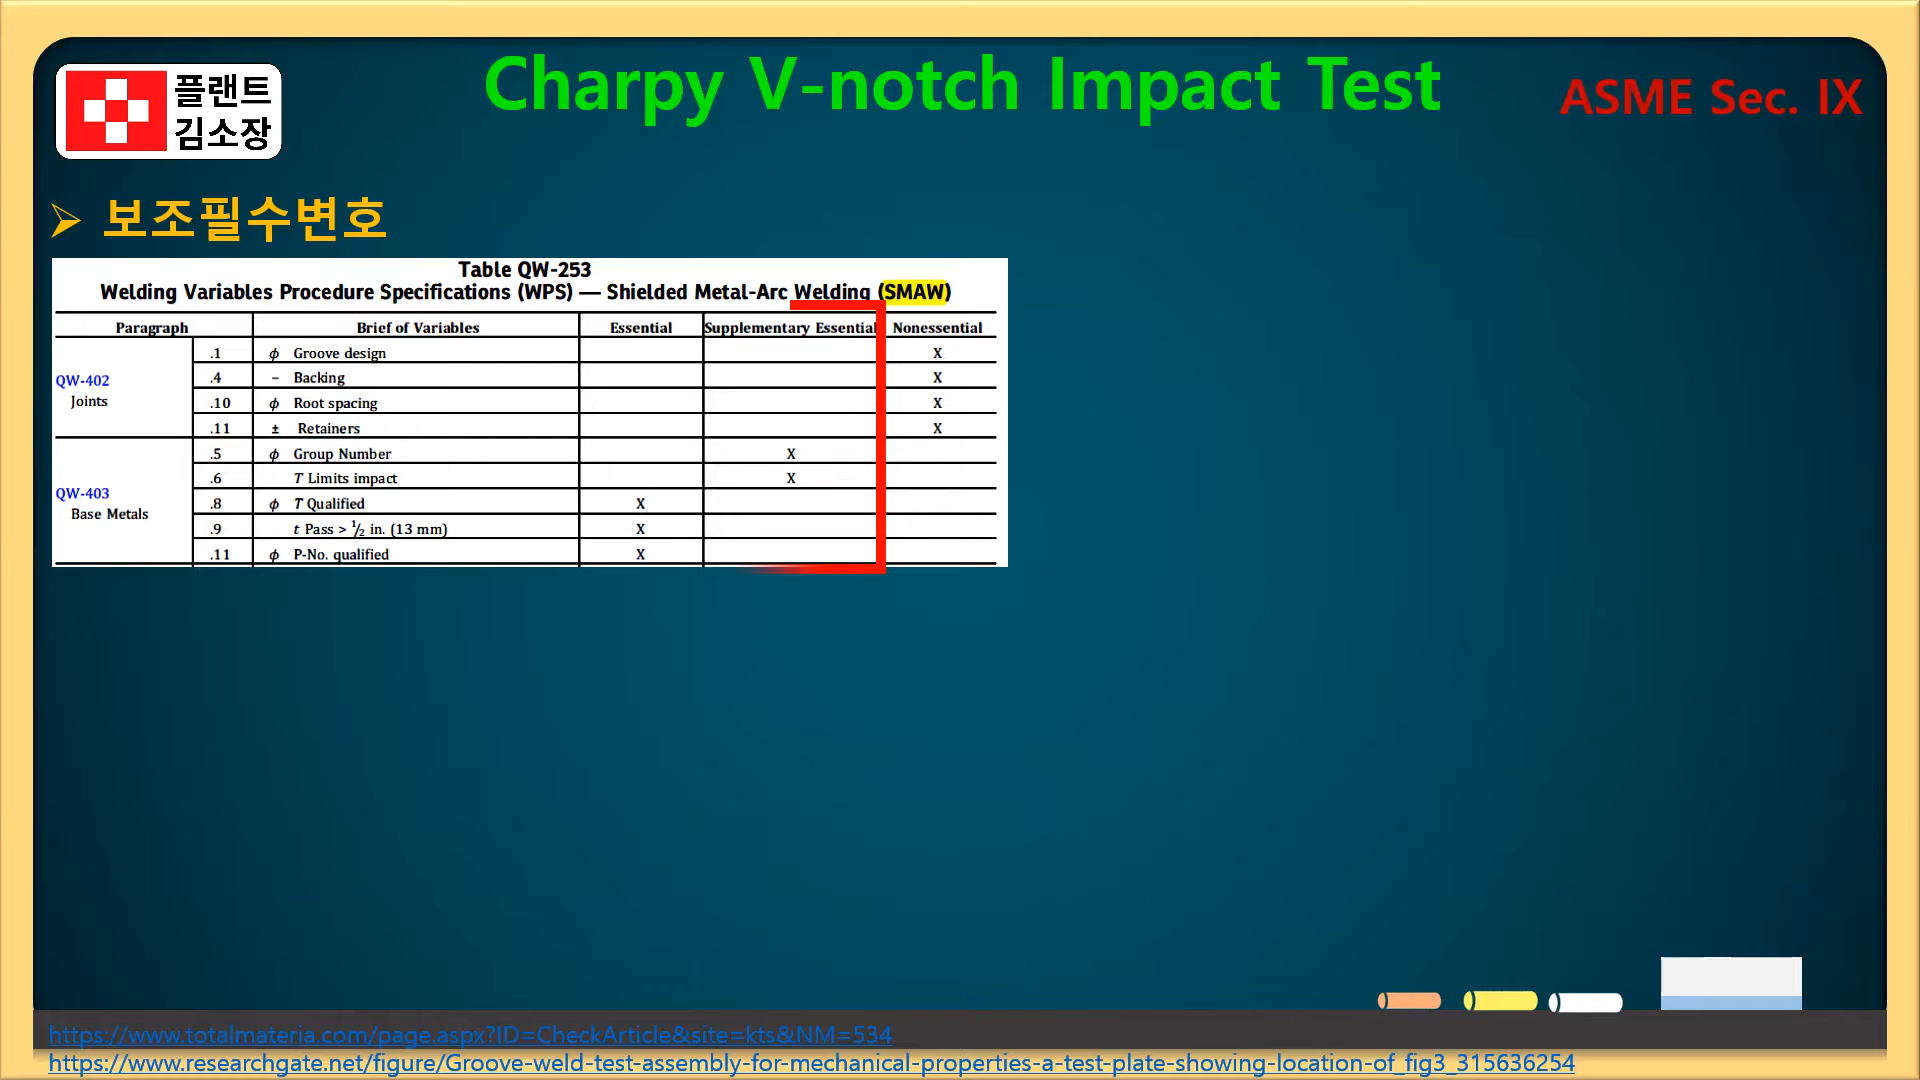 플랜트
김소장
Charpy V-notch Impact Test
ASME Sec. IX
➢ 보조필수변호
Table QW-253
Welding Variables Procedure Specifications (WPS) — Shielded Metal-Arc Welding (SMAW)
Paragraph Brief of Variables Essential Supplementary Essential Nonessential
QW-402 Joints
.1 ϕ Groove design X
.4 − Backing X
.10 ϕ Root spacing X
.11 ± Retainers X
QW-403 Base Metals
.5 ϕ Group Number X
.6 T Limits impact X
.8 ϕ T Qualified X
.9 t Pass > 1/2 in. (13 mm) X
.11 ϕ P-No. qualified X
https://www.totalmateria.com/page.aspx?ID=CheckArticle&site=kts&NM=534
https://www.researchgate.net/figure/Groove-weld-test-assembly-for-mechanical-properties-a-test-plate-showing-location-of_fig3_315636254